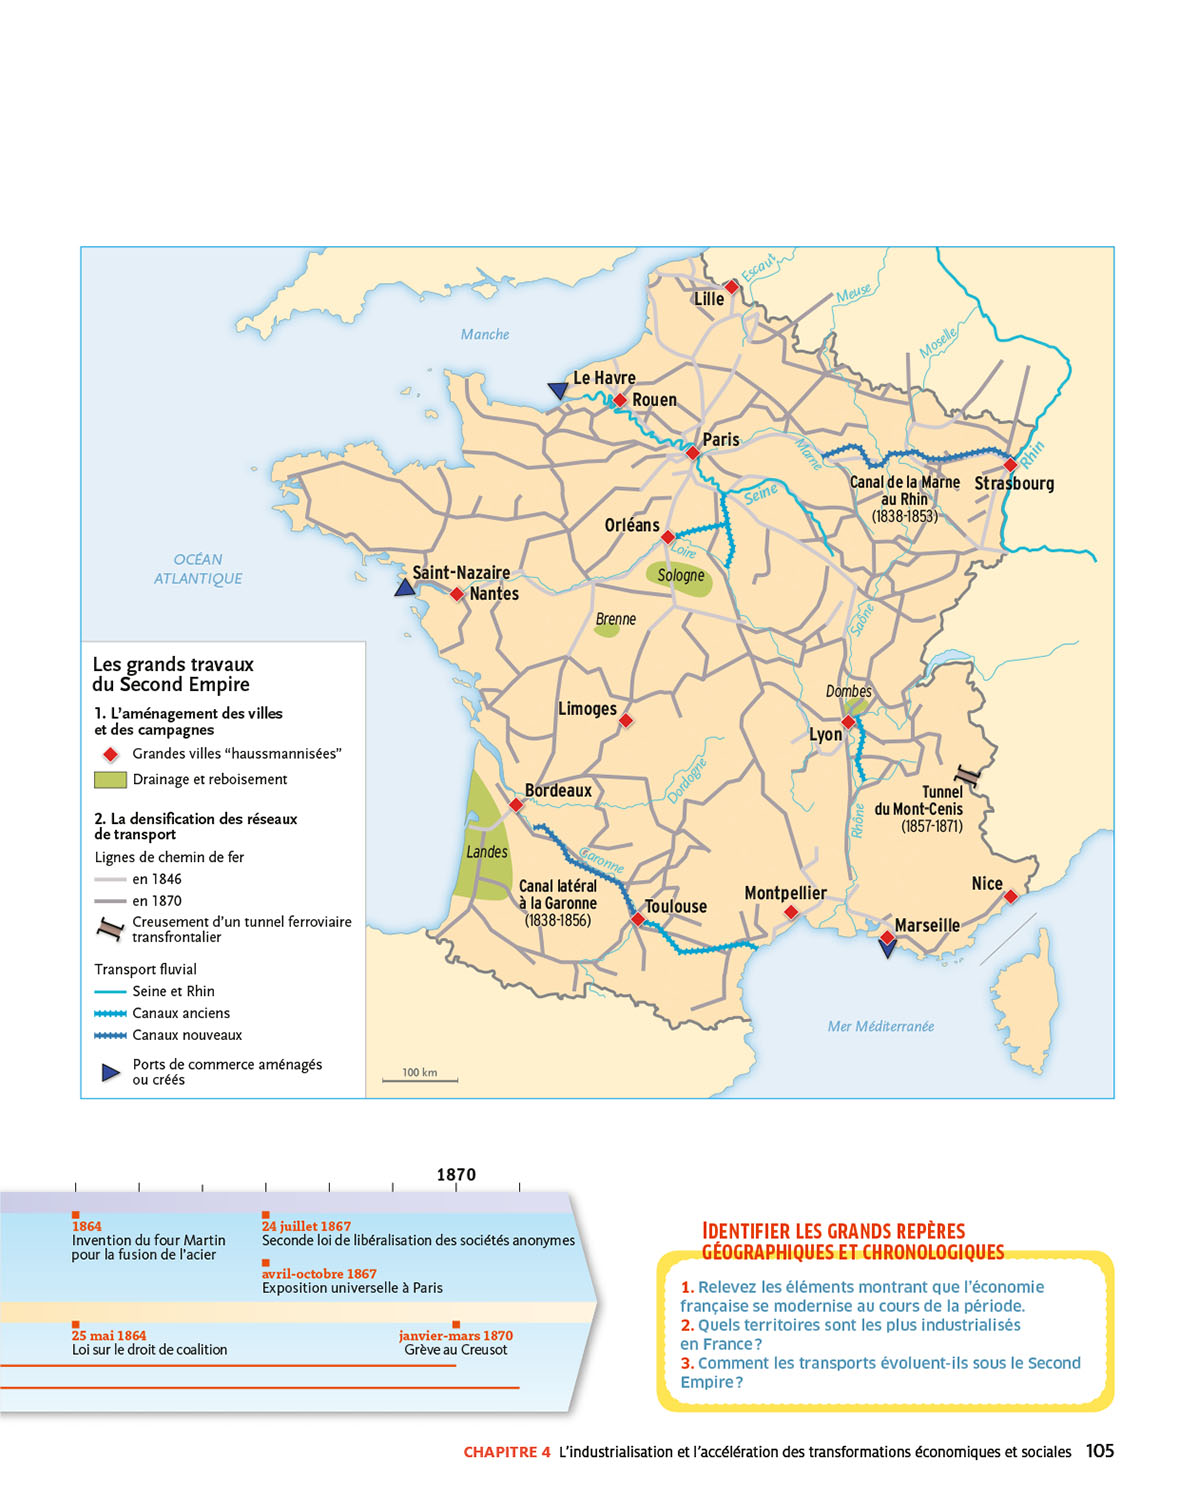 Escaut
Lille
Meuse
Manche
Moselle
Le Havre
Rouen
Paris
Marne
Rhin
Canal de la Marne
au Rhin
(1838-1853)
Strasbourg
Seine
Orléans
Loire
OCÉAN
ATLANTIQUE
Saint-Nazaire
Nantes
Sologne
Brenne
Saône
Les grands travaux
du Second Empire
1. L'aménagement des villes
et des campagnes
Grandes villes “haussmannisées”
Drainage et reboisement
2. La densification des réseaux
de transport
Lignes de chemin de fer
en 1846
en 1870
Creusement d'un tunnel ferroviaire
transfrontalier
Transport fluvial
Seine et Rhin
Canaux anciens
Canaux nouveaux
Ports de commerce aménagés
ou créés
Dombes
Limoges
Lyon
Dordogne
Bordeaux
Tunnel
du Mont-Cenis
(1857-1871)
Rhône
Landes
Garonne
Canal latéral
à la Garonne
(1838-1856)
Toulouse
Montpellier
Nice
Marseille
Mer Méditerranée
100 km
1870
1864
Invention du four Martin
pour la fusion de l'acier
24 juillet 1867
Seconde loi de libéralisation des sociétés anonymes
avril-octobre 1867
Exposition universelle à Paris
25 mai 1864
Loi sur le droit de coalition
janvier-mars 1870
Grève au Creusot
IDENTIFIER LES GRANDS REPÈRES
GÉOGRAPHIQUES ET CHRONOLOGIQUES
1. Relevez les éléments montrant que l'économie
française se modernise au cours de la période.
2. Quels territoires sont les plus industrialisés
en France ?
3. Comment les transports évoluent-ils sous le Second
Empire ?
CHAPITRE 4 L'industrialisation et l'accélération des transformations économiques et sociales 105